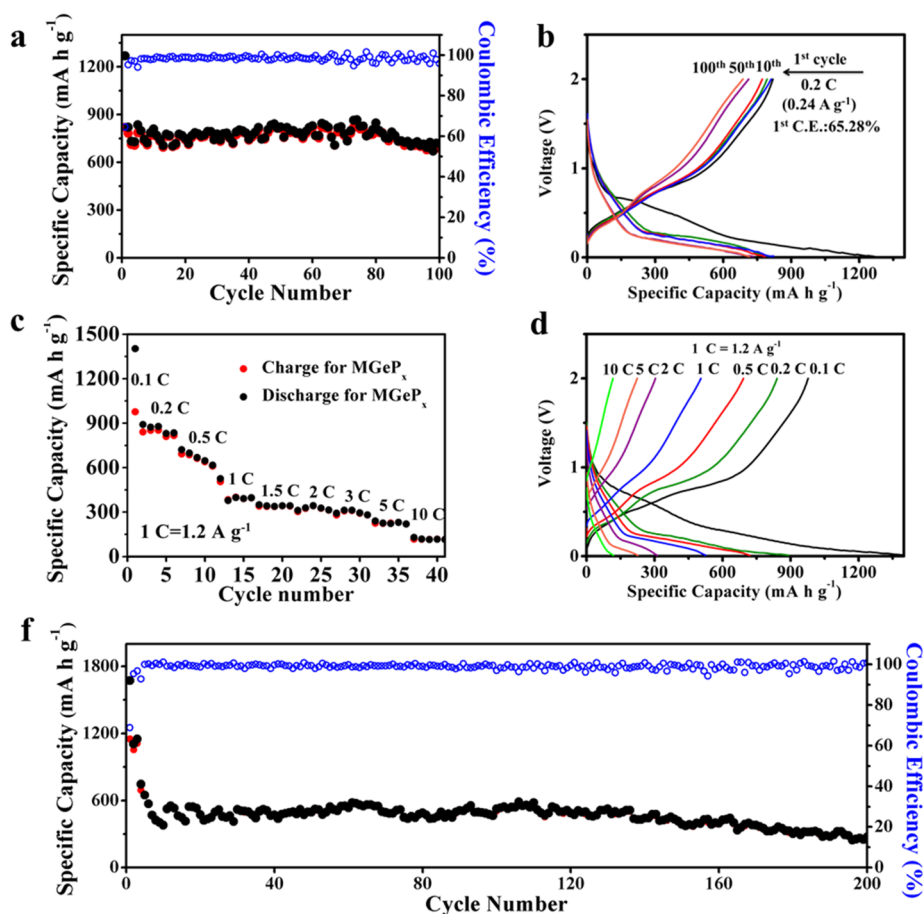 a
Specific Capacity (mA h g-1)
1200
900
600
300
0
0 20 40 60 80 100
Cycle Number
100
80
60
40
20
0
Coulombic Efficiency (%)
b
Voltage (V)
2
1
0
100th 50th 10th
1st cycle
0.2 C
(0.24 A g-1)
1st C.E.:65.28%
0 300 600 900 1200
Specific Capacity (mA h g-1)
c
Specific Capacity (mA h g-1)
1500
1200
900
600
300
0
Charge for MGePx
Discharge for MGePx
0.1 C
0.2 C
0.5 C
1 C
1.5 C
2 C
3 C
5 C
10 C
1 C=1.2 A g-1
0 5 10 15 20 25 30 35 40
Cycle number
d
Voltage (V)
2
1
0
1 C = 1.2 A g-1
10 C 5 C 2 C 1 C 0.5 C 0.2 C 0.1 C
0 300 600 900 1200
Specific Capacity (mA h g-1)
f
Specific Capacity (mA h g-1)
1800
1200
600
0
0 40 80 120 160 200
Cycle Number
100
80
60
40
20
0
Coulombic Efficiency (%)